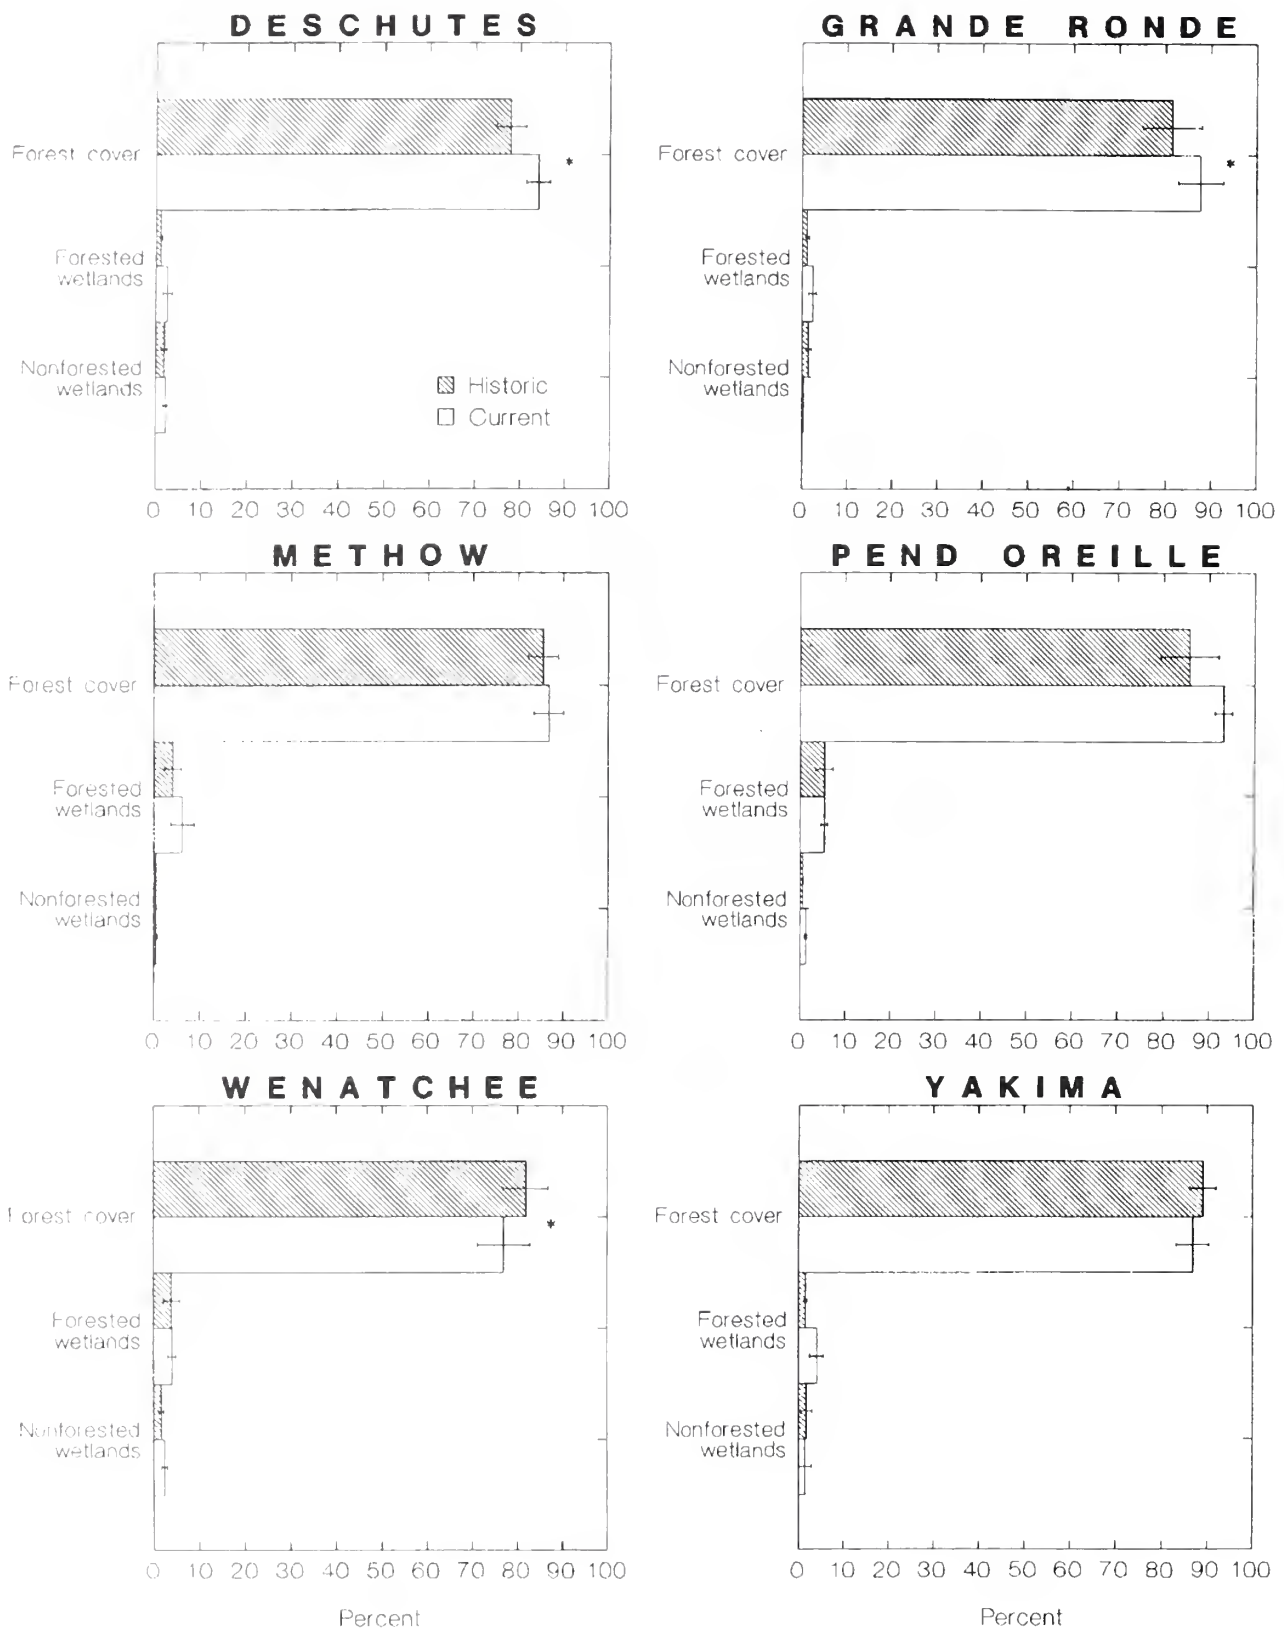 DESCHUTES
Forest cover
*
Forested
wetlands
Nonforested
wetlands
Historic
Current
0 10 20 30 40 50 60 70 80 90 100
GRANDE RONDE
Forest cover
*
Forested
wetlands
Nonforested
wetlands
0 10 20 30 40 50 60 70 80 90 100
METHOW
Forest cover
Forested
wetlands
Nonforested
wetlands
0 10 20 30 40 50 60 70 80 90 100
PEND OREILLE
Forest cover
Forested
wetlands
Nonforested
wetlands
0 10 20 30 40 50 60 70 80 90 100
WENATCHEE
Forest cover
*
Forested
wetlands
Nonforested
wetlands
0 10 20 30 40 50 60 70 80 90 100
Percent
YAKIMA
Forest cover
Forested
wetlands
Nonforested
wetlands
0 10 20 30 40 50 60 70 80 90 100
Percent